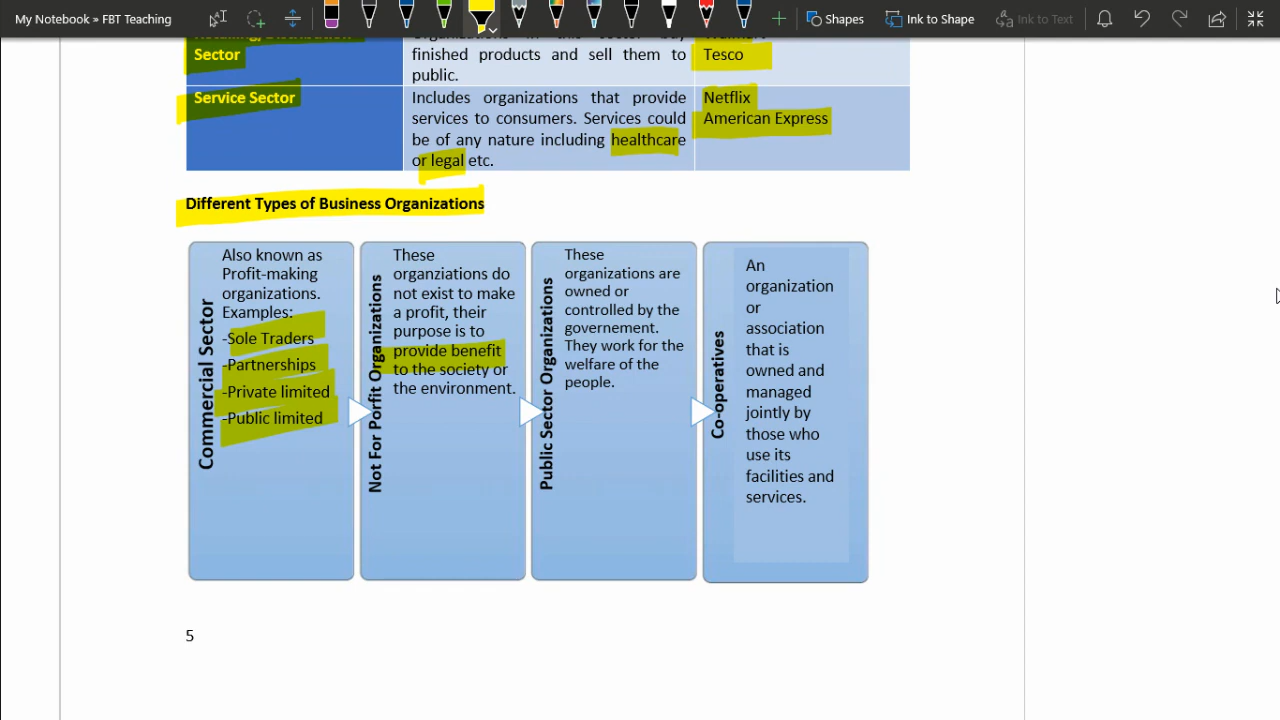 My Notebook » FBT Teaching
Shapes
Ink to Shape
Ink to Text
finished products and sell them to
public.
Sector
Tesco
Service Sector
Includes organizations that provide
services to consumers. Services could
be of any nature including healthcare
or legal etc.
Netflix
American Express
Different Types of Business Organizations
Commercial Sector
Also known as
Profit-making
organizations.
Examples:
-Sole Traders
-Partnerships
-Private limited
-Public limited
Not For Porfit Organizations
These
organziations do
not exist to make
a profit, their
purpose is to
provide benefit
to the society or
the environment.
Public Sector Organizations
These
organizations are
owned or
controlled by the
governement.
They work for the
welfare of the
people.
Co-operatives
An
organization
or
association
that is
owned and
managed
jointly by
those who
use its
facilities and
services.
5